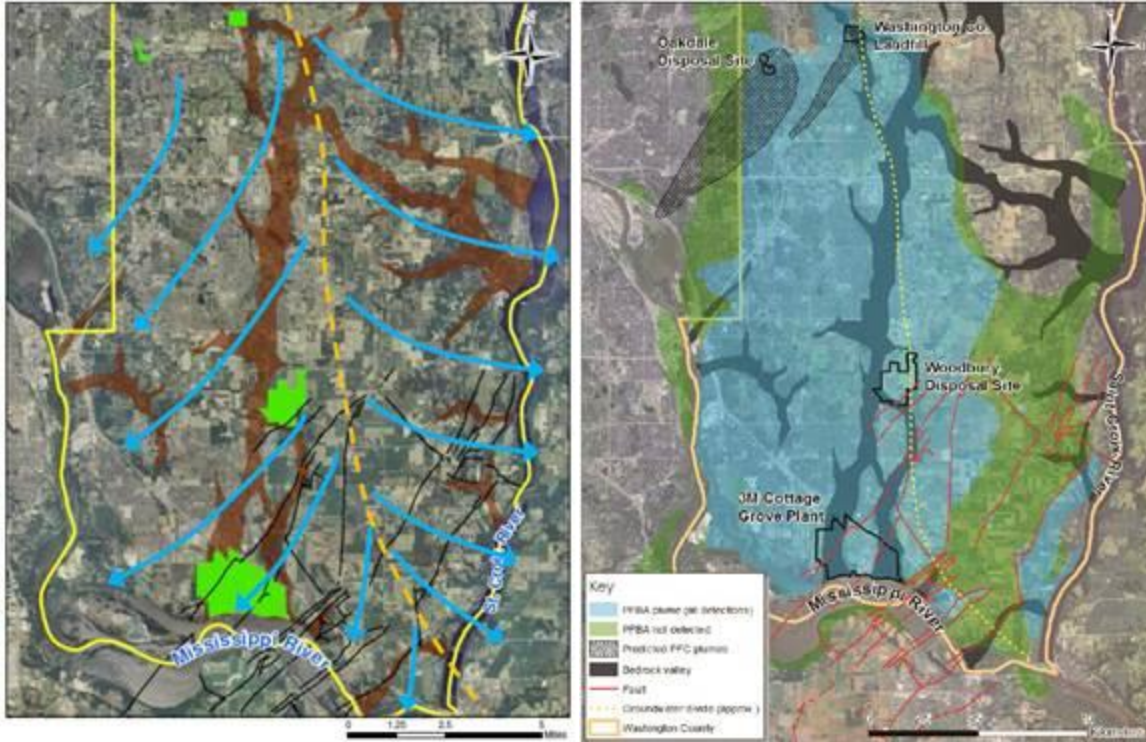 St. Croix River
Mississippi River
0 1.25 2.5 5
Miles
Washington Co.
Landfill
Oakdale
Disposal Site
Woodbury
Disposal Site
3M Cottage
Grove Plant
Mississippi River
Saint Croix River
Key
PFBA plume (all detections)
PFBA not detected
Predicted PFC plumes
Bedrock valley
Fault
Groundwater divide (approx.)
Washington County